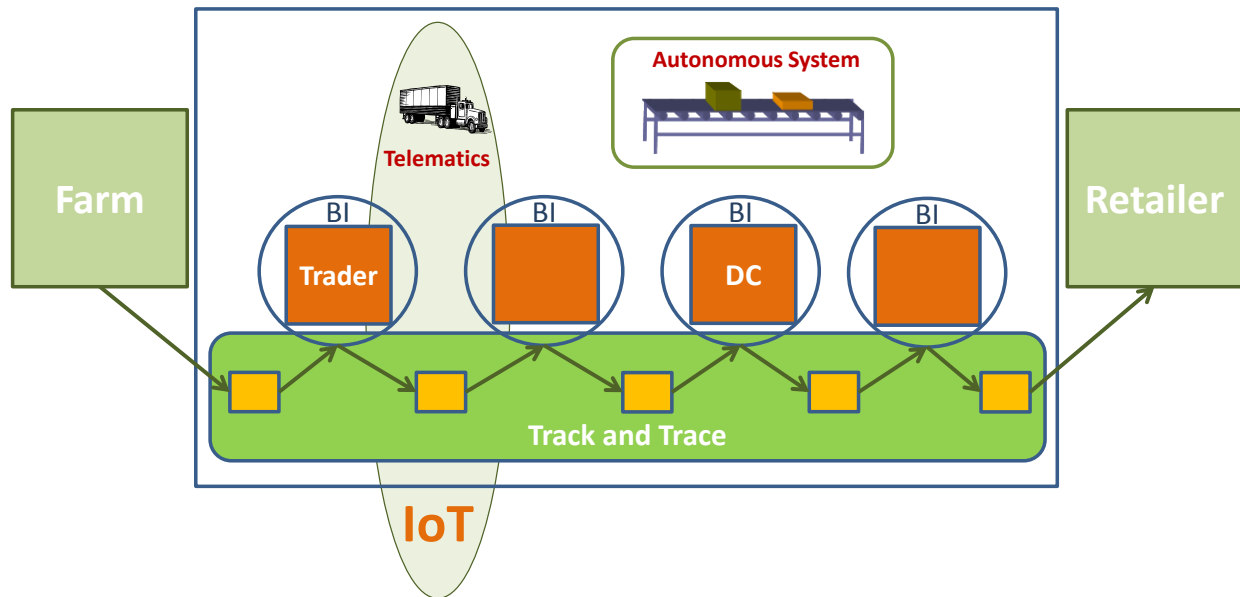 Autonomous System
Telematics
Farm
Retailer
BI
BI
BI
BI
Trader
DC
Track and Trace
IoT